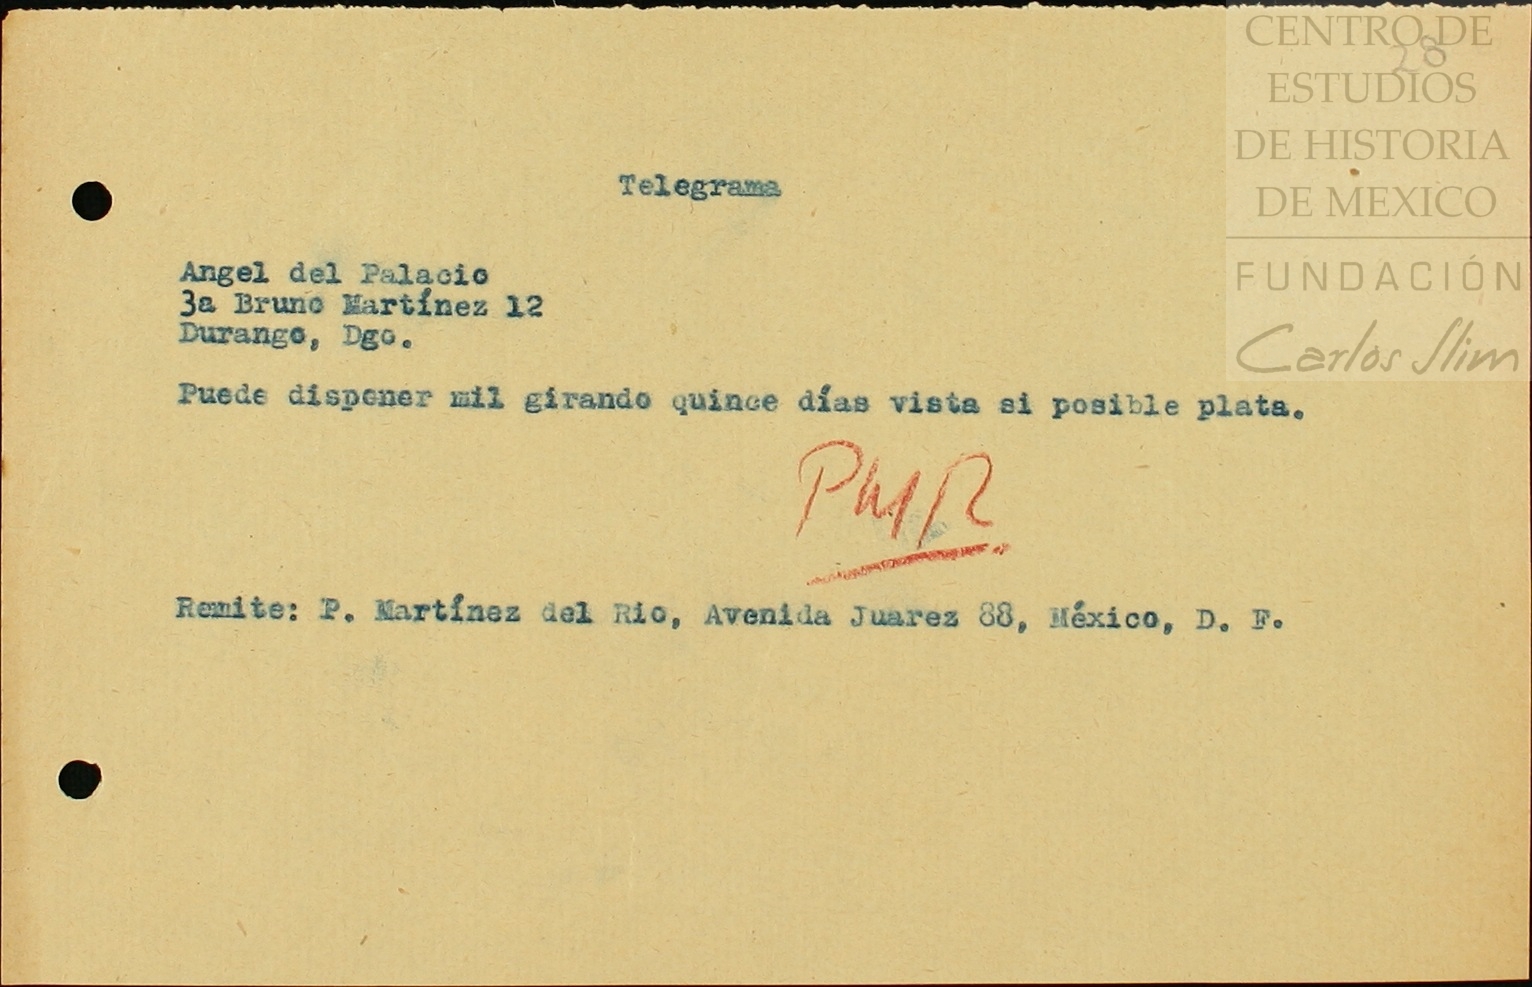 CENTRO DE
ESTUDIOS
DE HISTORIA
DE MEXICO
FUNDACIÓN
Carlos Slim
28
Telegrama
Angel del Palacio
3a Bruno Martínez 12
Durango, Dgo.
Puede disponer mil girando quince días vista si posible plata.
PMR
Remite: P. Martínez del Rio, Avenida Juarez 88, México, D. F.